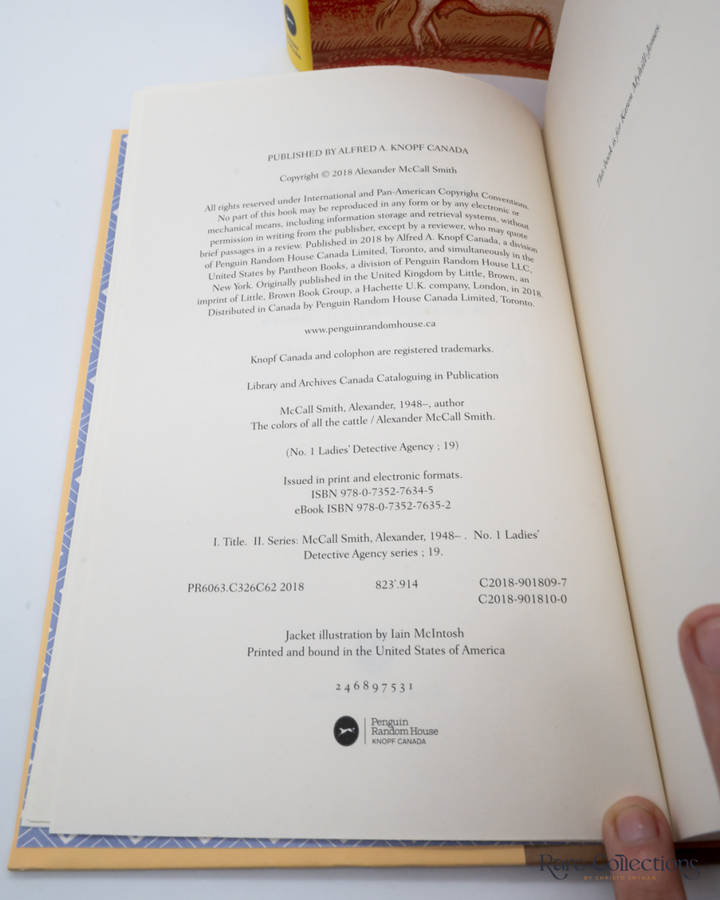 PUBLISHED BY ALFRED A. KNOPF CANADA
Copyright © 2018 Alexander McCall Smith
All rights reserved under International and Pan-American Copyright Conventions.
No part of this book may be reproduced in any form or by any electronic or
mechanical means, including information storage and retrieval systems, without
permission in writing from the publisher, except by a reviewer, who may quote
brief passages in a review. Published in 2018 by Alfred A. Knopf Canada, a division
of Penguin Random House Canada Limited, Toronto, and simultaneously in the
United States by Pantheon Books, a division of Penguin Random House LLC,
New York. Originally published in the United Kingdom by Little, Brown, an
imprint of Little, Brown Book Group, a Hachette U.K. company, London, in 2018.
Distributed in Canada by Penguin Random House Canada Limited, Toronto.
www.penguinrandomhouse.ca
Knopf Canada and colophon are registered trademarks.
Library and Archives Canada Cataloguing in Publication
McCall Smith, Alexander, 1948–, author
The colors of all the cattle / Alexander McCall Smith.
(No. 1 Ladies' Detective Agency ; 19)
Issued in print and electronic formats.
ISBN 978-0-7352-7634-5
eBook ISBN 978-0-7352-7635-2
I. Title. II. Series: McCall Smith, Alexander, 1948– . No. 1 Ladies'
Detective Agency series ; 19.
PR6063.C326C62 2018 823'.914 C2018-901809-7
C2018-901810-0
Jacket illustration by Iain McIntosh
Printed and bound in the United States of America
2 4 6 8 9 7 5 3 1
Penguin
Random House
KNOPF CANADA
This book is for Karen
Rare Collections